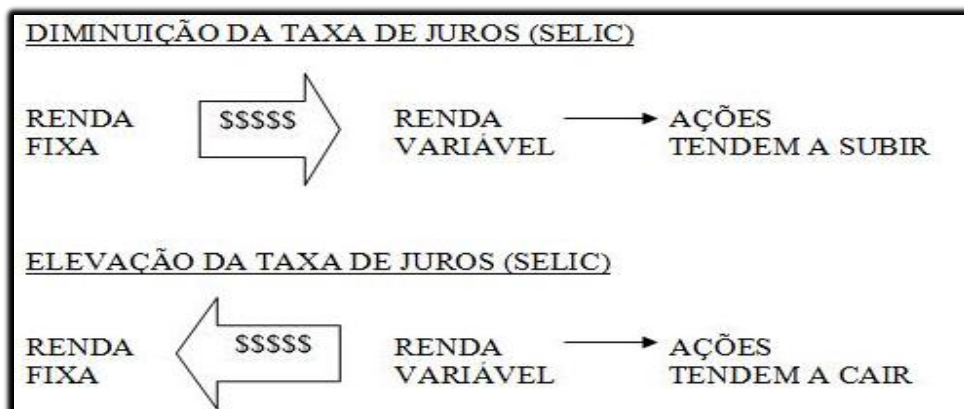 DIMINUIÇÃO DA TAXA DE JUROS (SELIC)
RENDA FIXA
$$$$$
RENDA VARIÁVEL
AÇÕES TENDEM A SUBIR
ELEVAÇÃO DA TAXA DE JUROS (SELIC)
RENDA FIXA
$$$$$
RENDA VARIÁVEL
AÇÕES TENDEM A CAIR